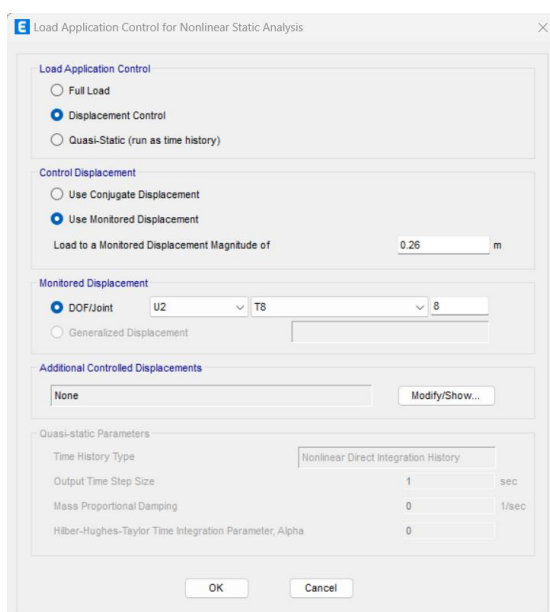 E Load Application Control for Nonlinear Static Analysis
Load Application Control
Full Load
Displacement Control
Quasi-Static (run as time history)
Control Displacement
Use Conjugate Displacement
Use Monitored Displacement
Load to a Monitored Displacement Magnitude of 0.26 m
Monitored Displacement
DOF/Joint U2 T8 8
Generalized Displacement
Additional Controlled Displacements
None Modify/Show...
Quasi-static Parameters
Time History Type Nonlinear Direct Integration History
Output Time Step Size 1 sec
Mass Proportional Damping 0 1/sec
Hilber-Hughes-Taylor Time Integration Parameter, Alpha 0
OK Cancel